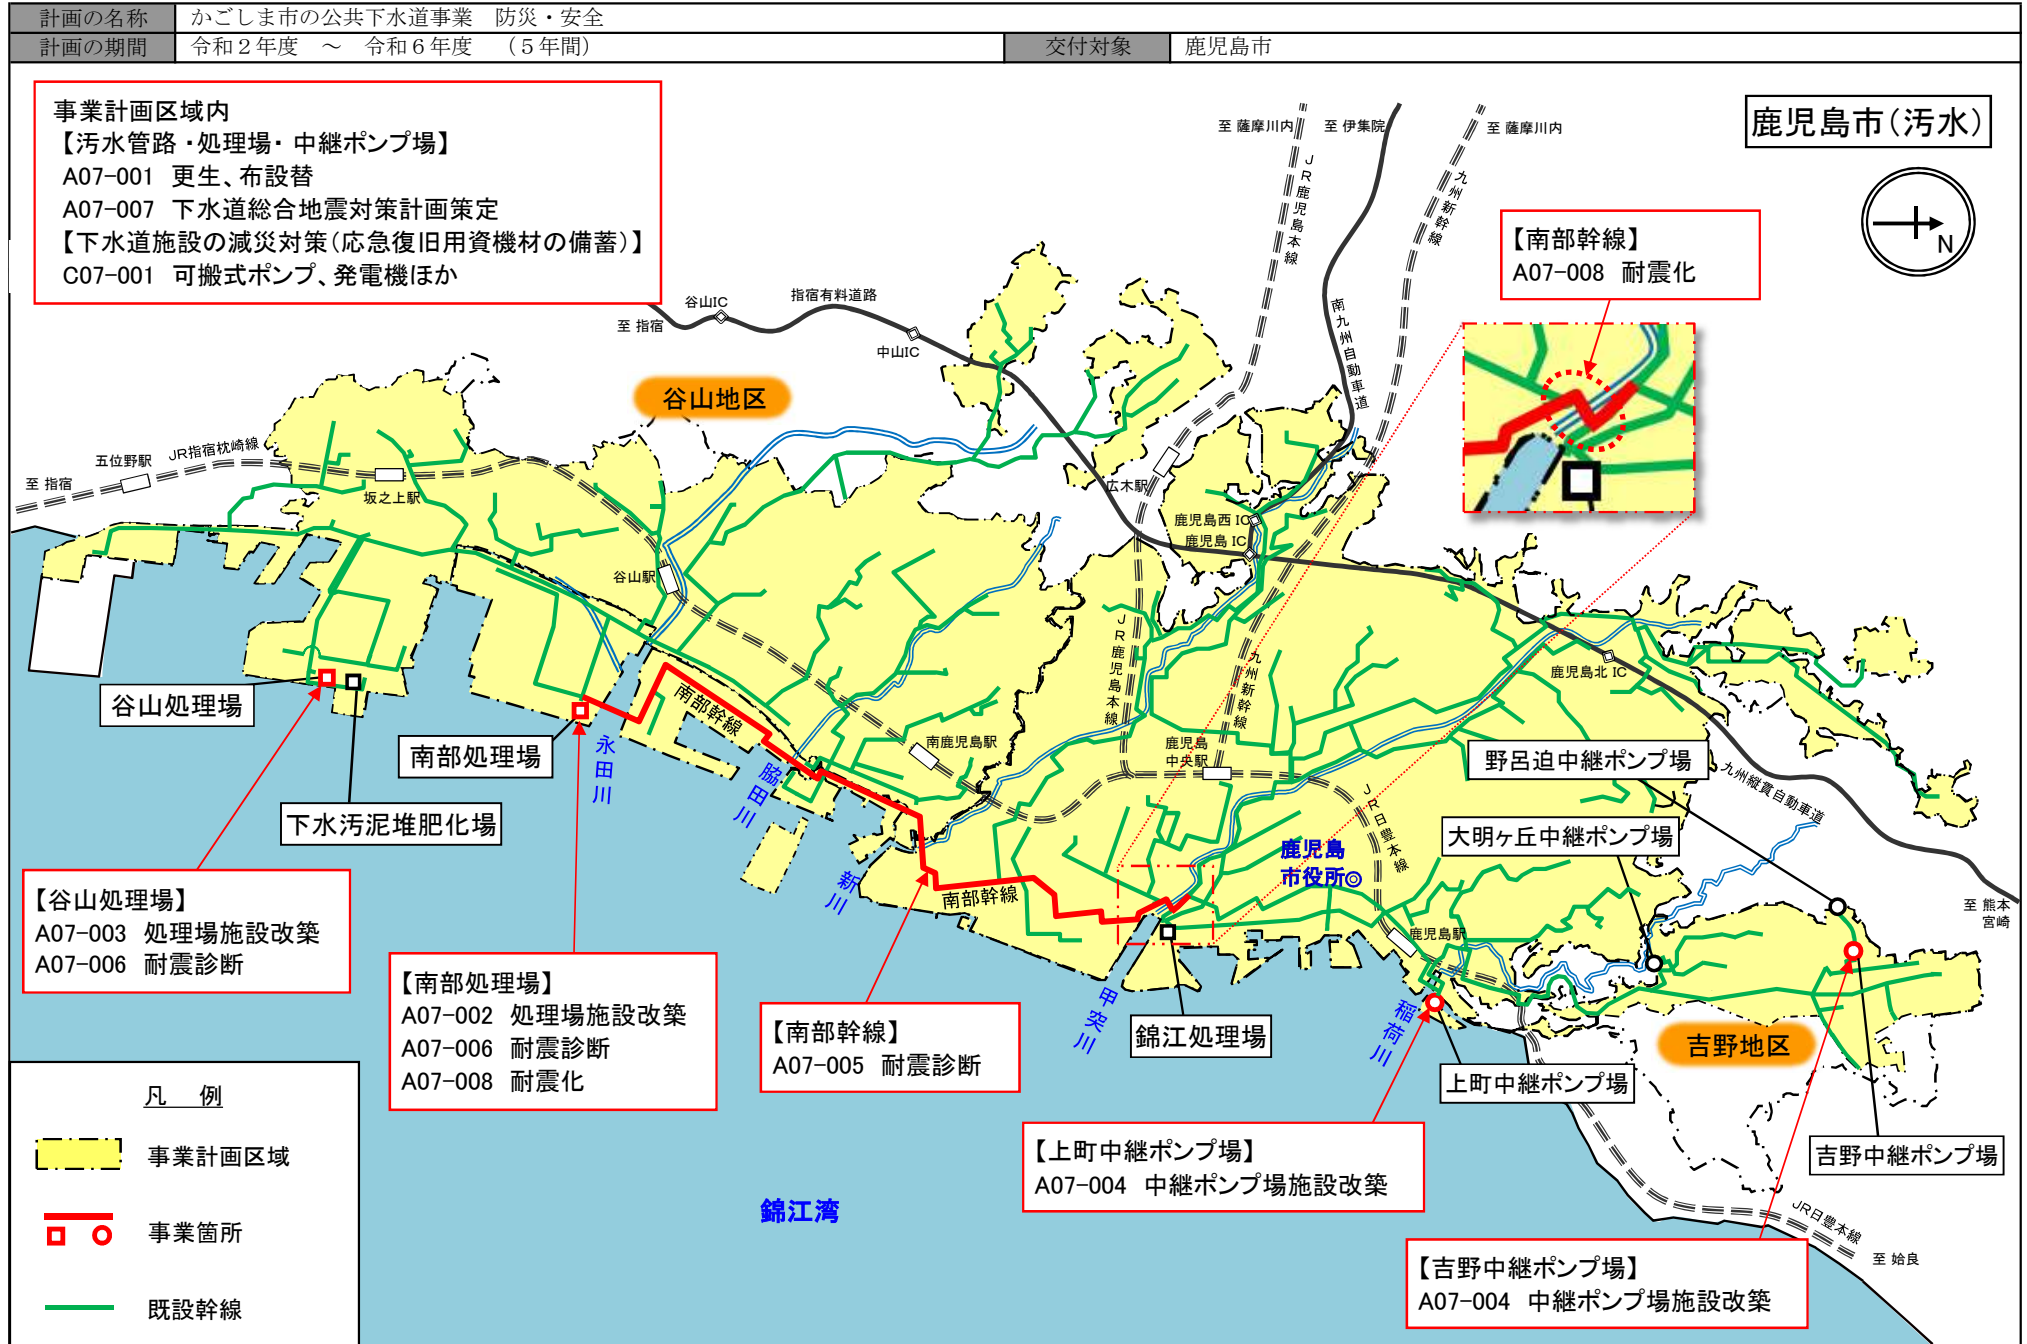 計画の名称 かごしま市の公共下水道事業 防災・安全
計画の期間 令和２年度 ～ 令和６年度 （５年間） 交付対象 鹿児島市
事業計画区域内
【汚水管路・処理場・中継ポンプ場】
A07-001 更生、布設替
A07-007 下水道総合地震対策計画策定
【下水道施設の減災対策（応急復旧用資機材の備蓄）】
C07-001 可搬式ポンプ、発電機ほか
鹿児島市（汚水）
N
至 薩摩川内
至 伊集院
至 薩摩川内
JR鹿児島本線
九州新幹線
南九州自動車道
【南部幹線】
A07-008 耐震化
谷山IC
指宿有料道路
至 指宿
中山IC
谷山地区
五位野駅
JR指宿枕崎線
至 指宿
坂之上駅
広木駅
鹿児島西 IC
鹿児島 IC
谷山駅
JR鹿児島本線
九州新幹線
鹿児島北 IC
谷山処理場
南部処理場
下水汚泥堆肥化場
南部幹線
永田川
脇田川
南鹿児島駅
鹿児島
中央駅
JR日豊本線
野呂迫中継ポンプ場
九州縦貫自動車道
大明ヶ丘中継ポンプ場
鹿児島
市役所◎
新川
南部幹線
鹿児島駅
至 熊本
宮崎
【谷山処理場】
A07-003 処理場施設改築
A07-006 耐震診断
【南部処理場】
A07-002 処理場施設改築
A07-006 耐震診断
A07-008 耐震化
【南部幹線】
A07-005 耐震診断
甲突川
錦江処理場
稲荷川
上町中継ポンプ場
吉野地区
吉野中継ポンプ場
【上町中継ポンプ場】
A07-004 中継ポンプ場施設改築
JR日豊本線
至 姶良
【吉野中継ポンプ場】
A07-004 中継ポンプ場施設改築
錦江湾
凡 例
事業計画区域
事業箇所
既設幹線